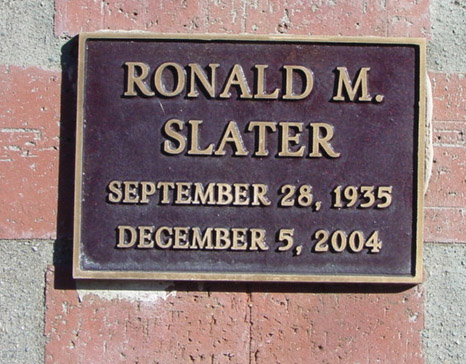 RONALD M.
SLATER
SEPTEMBER 28, 1935
DECEMBER 5, 2004